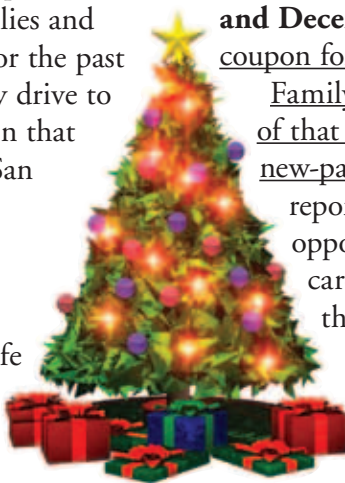 lies and
or the past
drive to
n that
San
fe
and Dece
coupon fo
Family
of that
new-pa
repor
oppo
car
th